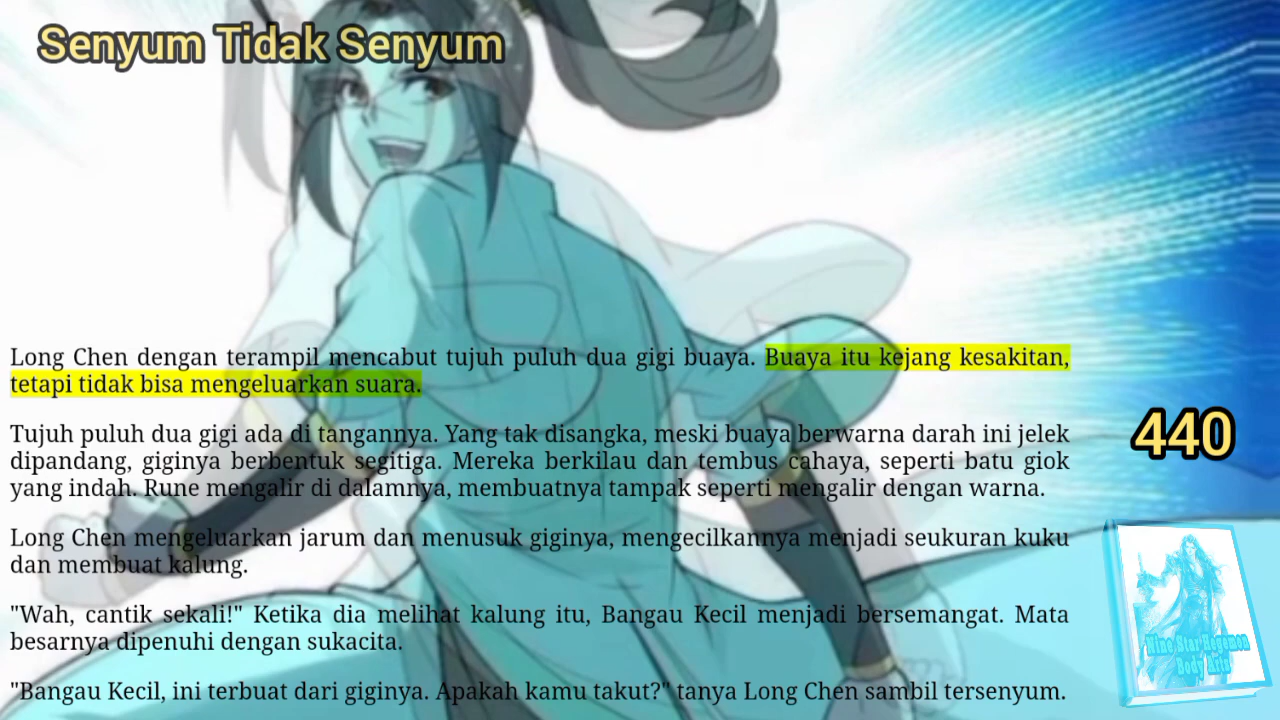 Senyum Tidak Senyum
Long Chen dengan terampil mencabut tujuh puluh dua gigi buaya. Buaya itu kejang kesakitan,
tetapi tidak bisa mengeluarkan suara.
Tujuh puluh dua gigi ada di tangannya. Yang tak disangka, meski buaya berwarna darah ini jelek
dipandang, giginya berbentuk segitiga. Mereka berkilau dan tembus cahaya, seperti batu giok
yang indah. Rune mengalir di dalamnya, membuatnya tampak seperti mengalir dengan warna.
Long Chen mengeluarkan jarum dan menusuk giginya, mengecilkannya menjadi seukuran kuku
dan membuat kalung.
"Wah, cantik sekali!" Ketika dia melihat kalung itu, Bangau Kecil menjadi bersemangat. Mata
besarnya dipenuhi dengan sukacita.
"Bangau Kecil, ini terbuat dari giginya. Apakah kamu takut?" tanya Long Chen sambil tersenyum.
440
Nine Star Hegemon
Body Arts